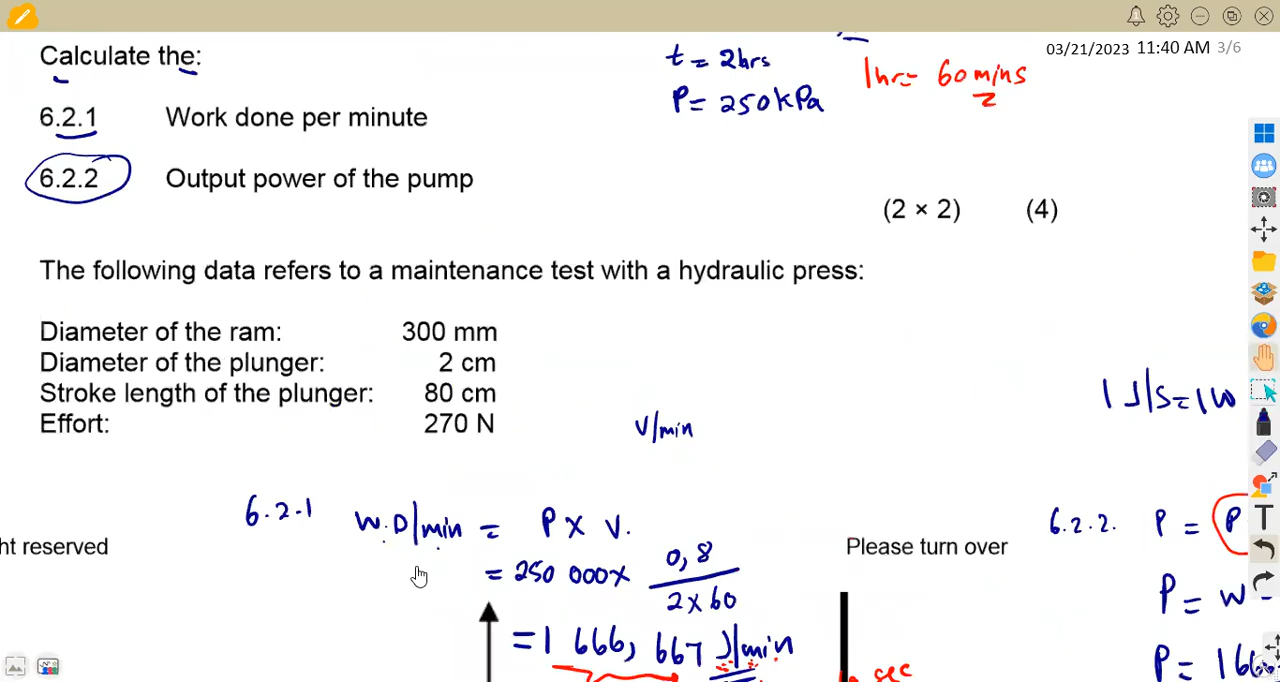 03/21/2023 11:40 AM 3/6
Calculate the:
t = 2hrs
1hr = 60 mins
P = 250kPa
6.2.1 Work done per minute
6.2.2 Output power of the pump
(2 × 2) (4)
The following data refers to a maintenance test with a hydraulic press:
Diameter of the ram: 300 mm
Diameter of the plunger: 2 cm
Stroke length of the plunger: 80 cm
Effort: 270 N
1 J/s = 1W
V/min
6.2.1 W.D/min = P x V.
6.2.2. P = P
ht reserved
Please turn over
= 250 000 x 0,8
2 x 60
P = W
= 1 666, 667 J/min
P = 166
sec